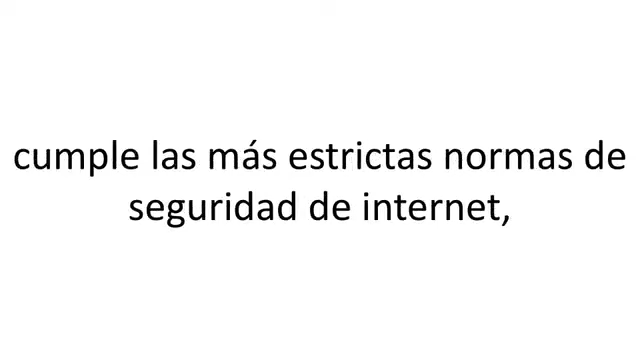 cumple las más estrictas normas de
seguridad de internet,